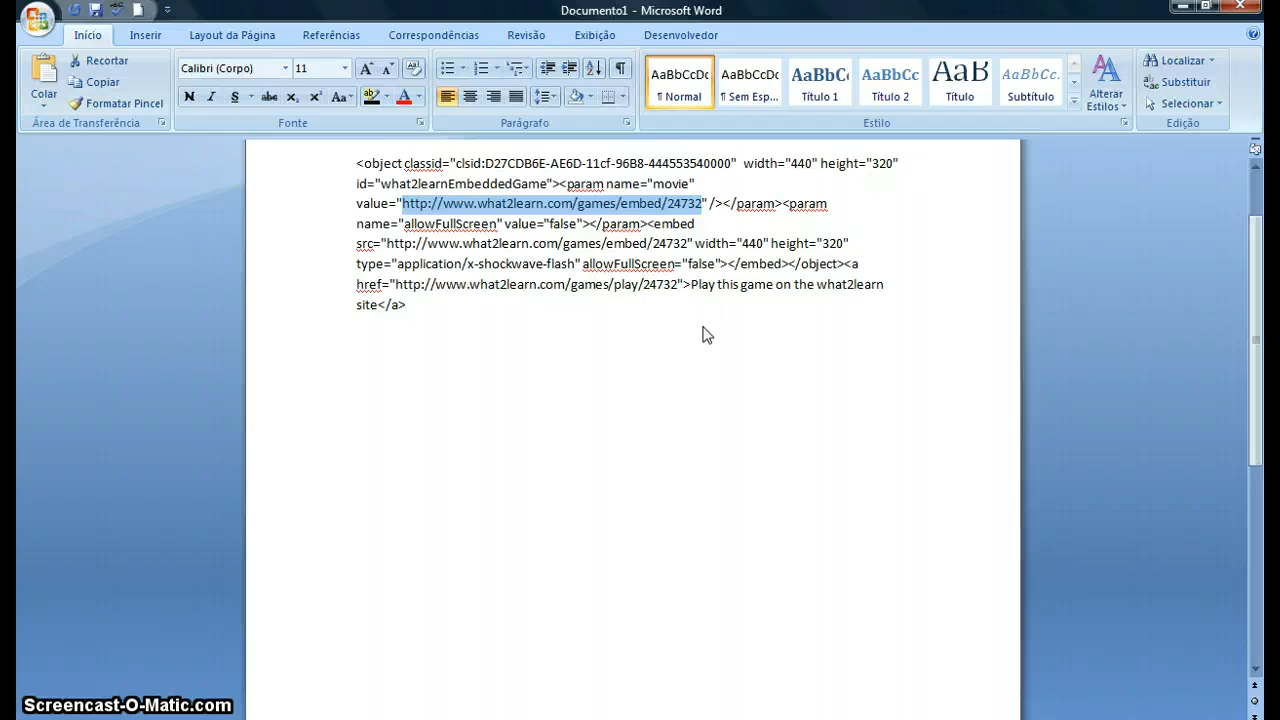 Documento1 - Microsoft Word
Início Inserir Layout da Página Referências Correspondências Revisão Exibição Desenvolvedor
Colar
Recortar
Copiar
Formatar Pincel
Área de Transferência
Calibri (Corpo) 11
N I S abc x₂ x² Aa ab A
Fonte
Parágrafo
AaBbCcDc AaBbCcDc AaBbC AaBbCc AaB AaBbCc.
¶ Normal ¶ Sem Esp... Título 1 Título 2 Título Subtítulo
Alterar
Estilos
Estilo
Localizar
Substituir
Selecionar
Edição
<object classid="clsid:D27CDB6E-AE6D-11cf-96B8-444553540000" width="440" height="320"
id="what2learnEmbeddedGame"><param name="movie"
value="http://www.what2learn.com/games/embed/24732" /></param><param
name="allowFullScreen" value="false"></param><embed
src="http://www.what2learn.com/games/embed/24732" width="440" height="320"
type="application/x-shockwave-flash" allowFullScreen="false"></embed></object><a
href="http://www.what2learn.com/games/play/24732">Play this game on the what2learn
site</a>
Screencast-O-Matic.com